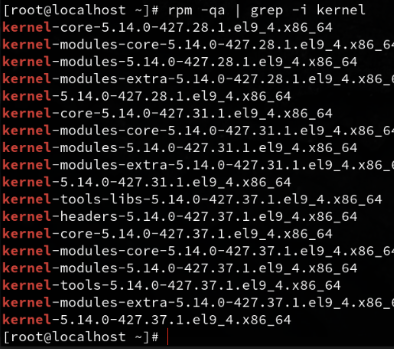 [root@localhost ~]# rpm -qa | grep -i kernel
kernel-core-5.14.0-427.28.1.el9_4.x86_64
kernel-modules-core-5.14.0-427.28.1.el9_4.x86_64
kernel-modules-5.14.0-427.28.1.el9_4.x86_64
kernel-modules-extra-5.14.0-427.28.1.el9_4.x86_6
kernel-5.14.0-427.28.1.el9_4.x86_64
kernel-core-5.14.0-427.31.1.el9_4.x86_64
kernel-modules-core-5.14.0-427.31.1.el9_4.x86_64
kernel-modules-5.14.0-427.31.1.el9_4.x86_64
kernel-modules-extra-5.14.0-427.31.1.el9_4.x86_6
kernel-5.14.0-427.31.1.el9_4.x86_64
kernel-tools-libs-5.14.0-427.37.1.el9_4.x86_64
kernel-headers-5.14.0-427.37.1.el9_4.x86_64
kernel-core-5.14.0-427.37.1.el9_4.x86_64
kernel-modules-core-5.14.0-427.37.1.el9_4.x86_64
kernel-modules-5.14.0-427.37.1.el9_4.x86_64
kernel-tools-5.14.0-427.37.1.el9_4.x86_64
kernel-modules-extra-5.14.0-427.37.1.el9_4.x86_6
kernel-5.14.0-427.37.1.el9_4.x86_64
[root@localhost ~]#